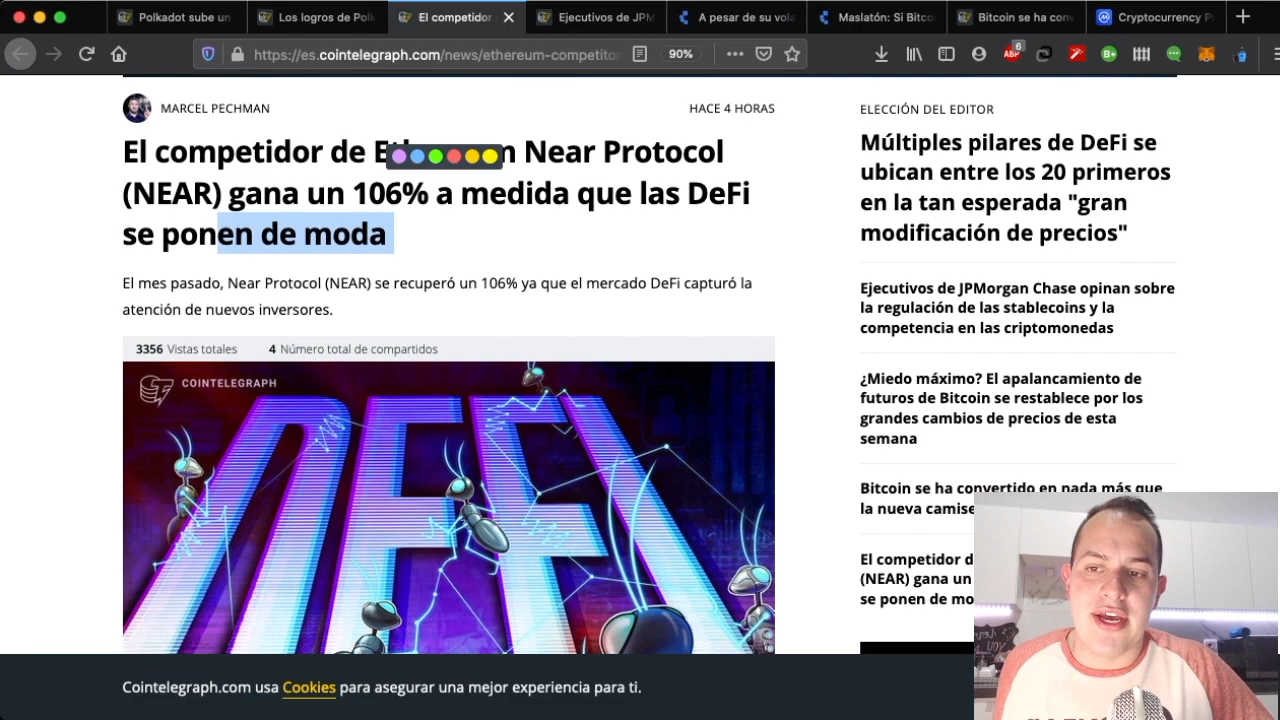 Polkadot sube un
Los logros de Polk
El competidor
Ejecutivos de JPM
A pesar de su vola
Maslatón: Si Bitco
Bitcoin se ha conv
Cryptocurrency Pr
https://es.cointelegraph.com/news/ethereum-competitor
90%
ABP
6
B+
MARCEL PECHMAN
HACE 4 HORAS
El competidor de Ethereum Near Protocol
(NEAR) gana un 106% a medida que las DeFi
se ponen de moda
El mes pasado, Near Protocol (NEAR) se recuperó un 106% ya que el mercado DeFi capturó la
atención de nuevos inversores.
3356 Vistas totales
4 Número total de compartidos
COINTELEGRAPH
DEFI
ELECCIÓN DEL EDITOR
Múltiples pilares de DeFi se
ubican entre los 20 primeros
en la tan esperada "gran
modificación de precios"
Ejecutivos de JPMorgan Chase opinan sobre
la regulación de las stablecoins y la
competencia en las criptomonedas
¿Miedo máximo? El apalancamiento de
futuros de Bitcoin se restablece por los
grandes cambios de precios de esta
semana
Bitcoin se ha convertido en nada más que
la nueva camise
El competidor d
(NEAR) gana un
se ponen de mo
Cointelegraph.com usa Cookies para asegurar una mejor experiencia para ti.